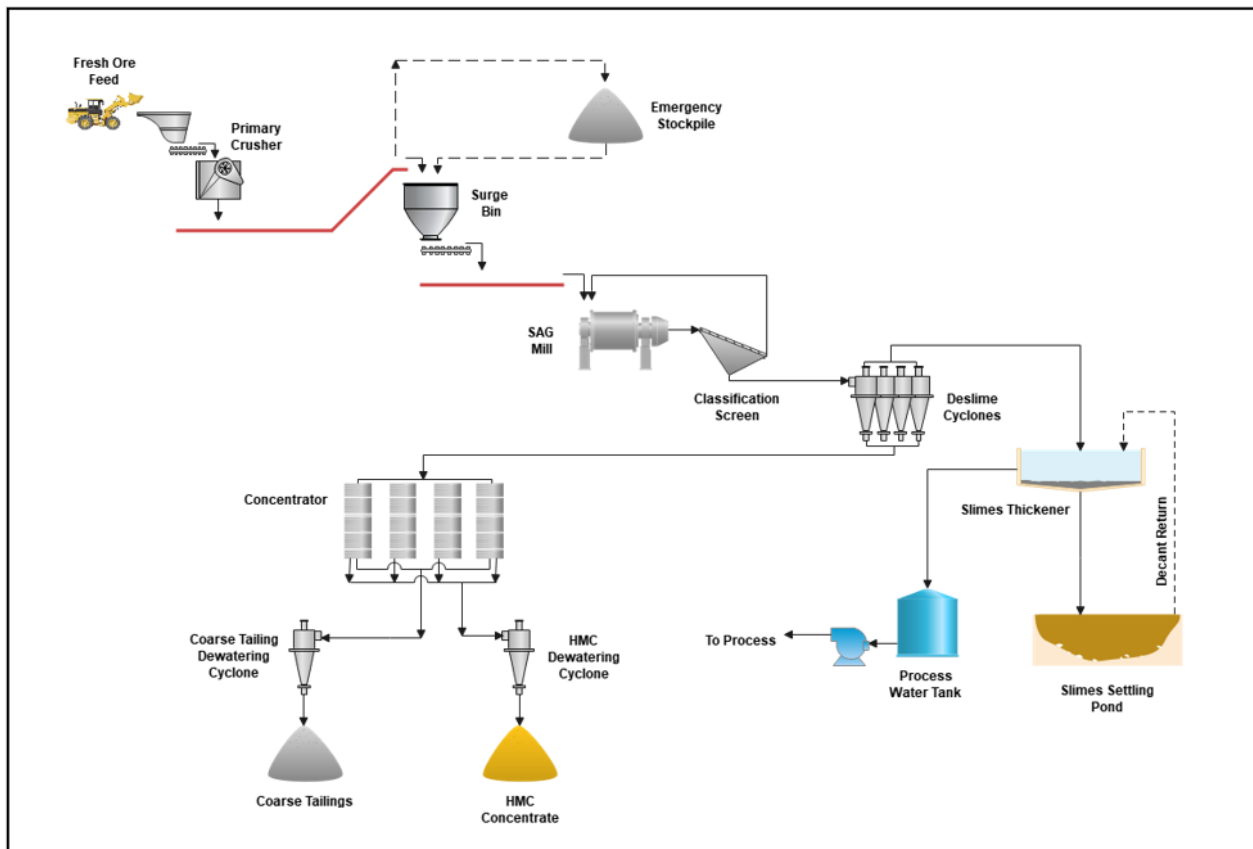 Fresh Ore
Feed
Primary
Crusher
Emergency
Stockpile
Surge
Bin
SAG
Mill
Classification
Screen
Deslime
Cyclones
Concentrator
Slimes Thickener
Decant Return
Coarse Tailing
Dewatering
Cyclone
HMC
Dewatering
Cyclone
To Process
Process
Water Tank
Slimes Settling
Pond
Coarse Tailings
HMC
Concentrate